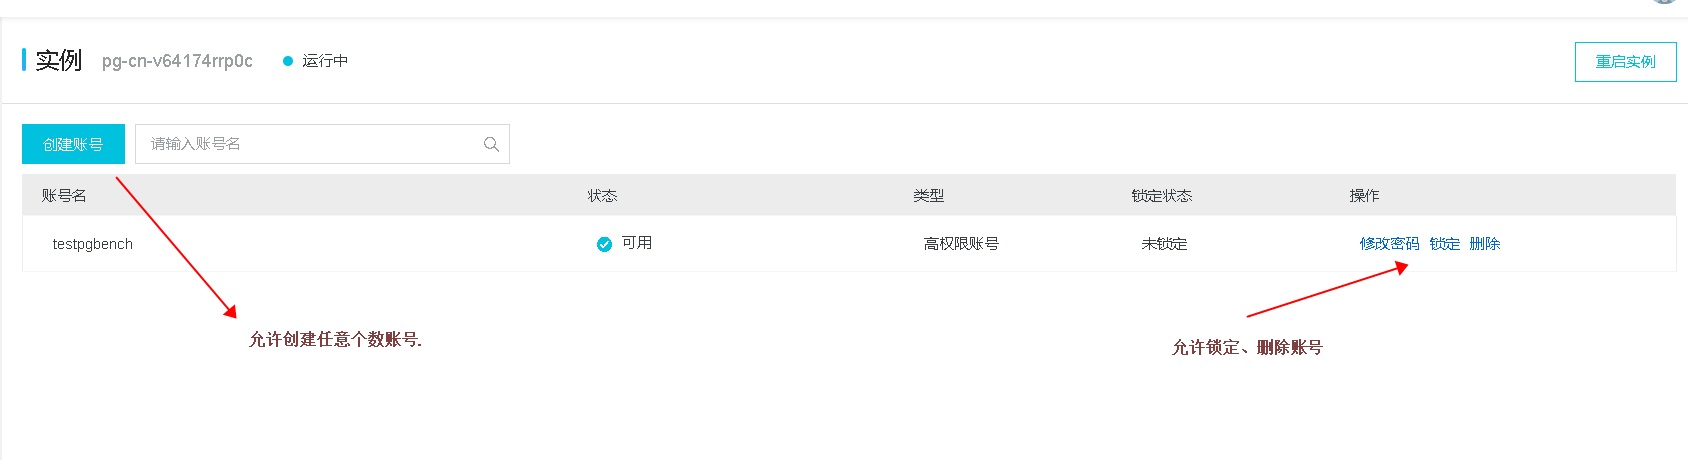 实例 pg-cn-v64174rrp0c 运行中 重启实例
创建账号 请输入账号名
账号名 状态 类型 锁定状态 操作
testpgbench 可用 高权限账号 未锁定 修改密码 锁定 删除
允许创建任意个数账号.
允许锁定、删除账号